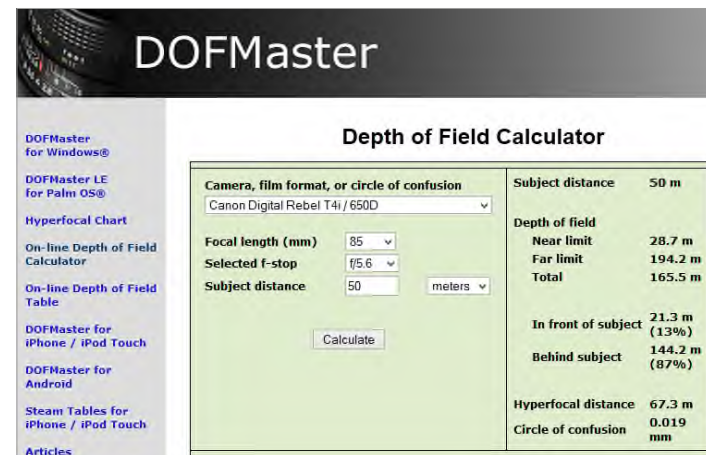 DOFMaster
DOFMaster
for Windows®
DOFMaster LE
for Palm OS®
Hyperfocal Chart
On-line Depth of Field
Calculator
On-line Depth of Field
Table
DOFMaster for
iPhone / iPod Touch
DOFMaster for
Android
Steam Tables for
iPhone / iPod Touch
Articles
Depth of Field Calculator
Camera, film format, or circle of confusion
Canon Digital Rebel T4i / 650D
Focal length (mm) 85
Selected f-stop f/5.6
Subject distance 50 meters
Calculate
Subject distance 50 m
Depth of field
Near limit 28.7 m
Far limit 194.2 m
Total 165.5 m
In front of subject 21.3 m
(13%)
Behind subject 144.2 m
(87%)
Hyperfocal distance 67.3 m
Circle of confusion 0.019
mm